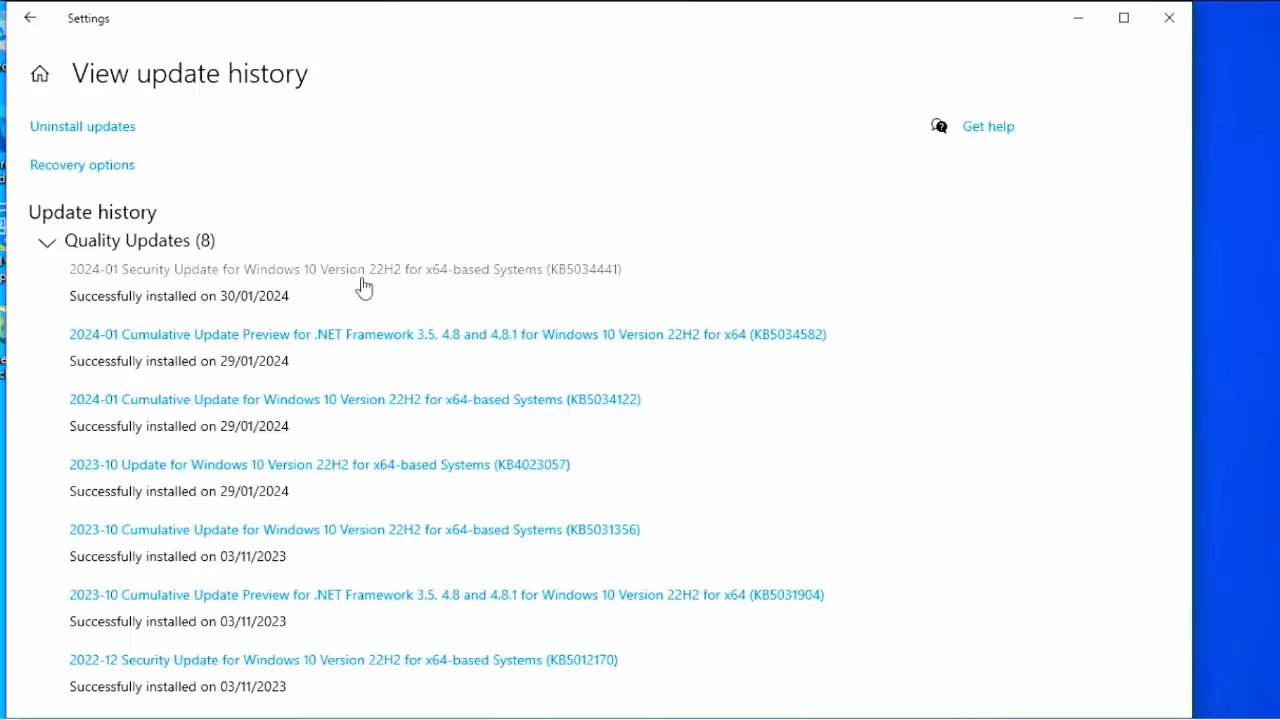 Settings
View update history
Uninstall updates
Get help
Recovery options
Update history
Quality Updates (8)
2024-01 Security Update for Windows 10 Version 22H2 for x64-based Systems (KB5034441)
Successfully installed on 30/01/2024
2024-01 Cumulative Update Preview for .NET Framework 3.5, 4.8 and 4.8.1 for Windows 10 Version 22H2 for x64 (KB5034582)
Successfully installed on 29/01/2024
2024-01 Cumulative Update for Windows 10 Version 22H2 for x64-based Systems (KB5034122)
Successfully installed on 29/01/2024
2023-10 Update for Windows 10 Version 22H2 for x64-based Systems (KB4023057)
Successfully installed on 29/01/2024
2023-10 Cumulative Update for Windows 10 Version 22H2 for x64-based Systems (KB5031356)
Successfully installed on 03/11/2023
2023-10 Cumulative Update Preview for .NET Framework 3.5, 4.8 and 4.8.1 for Windows 10 Version 22H2 for x64 (KB5031904)
Successfully installed on 03/11/2023
2022-12 Security Update for Windows 10 Version 22H2 for x64-based Systems (KB5012170)
Successfully installed on 03/11/2023